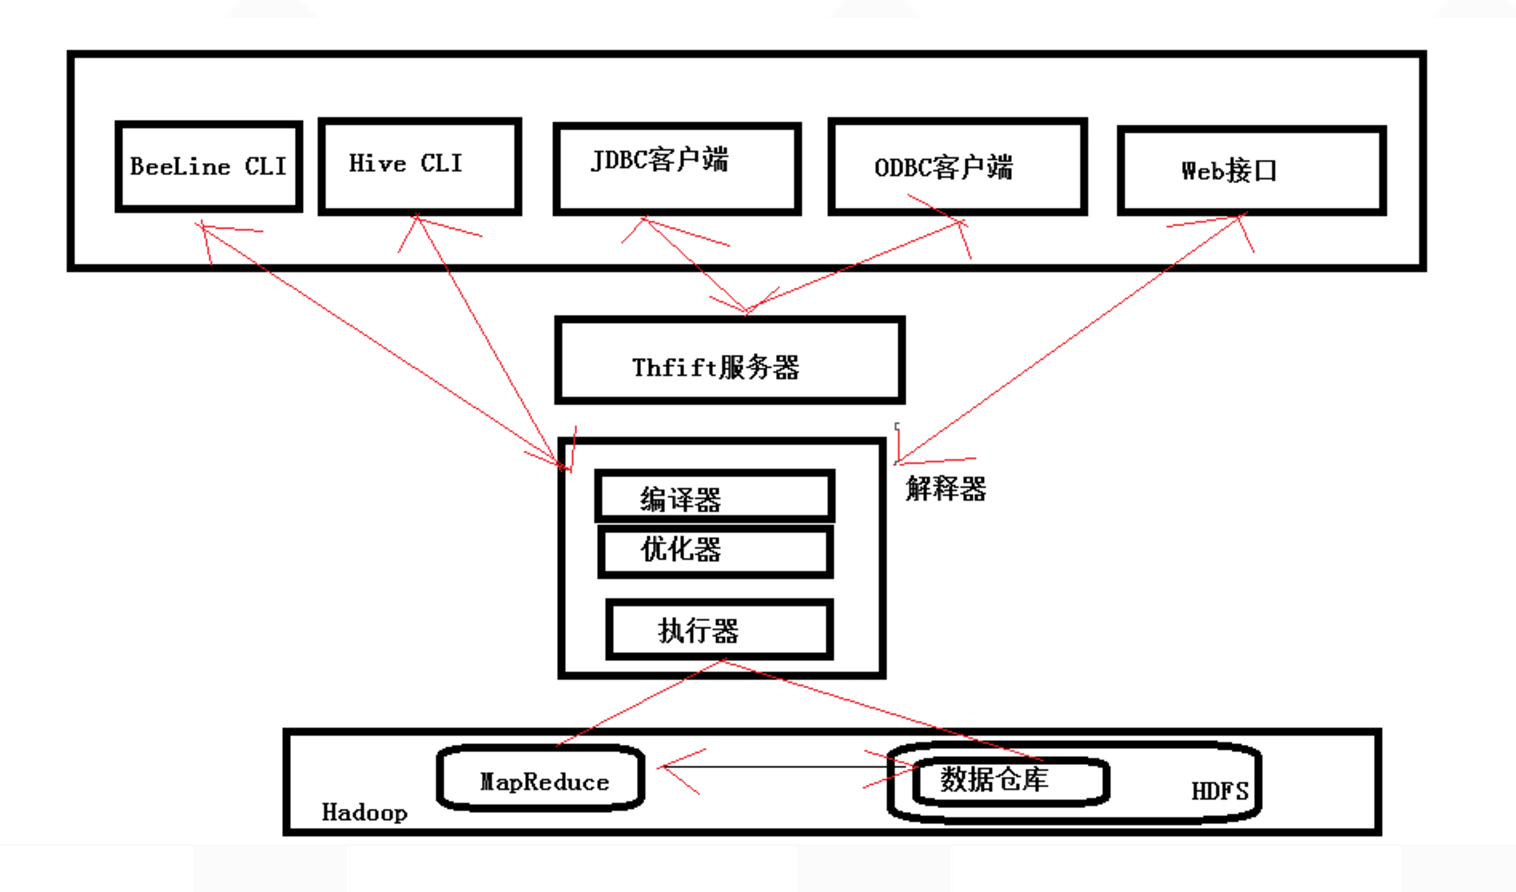 BeeLine CLI
Hive CLI
JDBC客户端
ODBC客户端
Web接口
Thfift服务器
解释器
编译器
优化器
执行器
MapReduce
数据仓库
HDFS
Hadoop